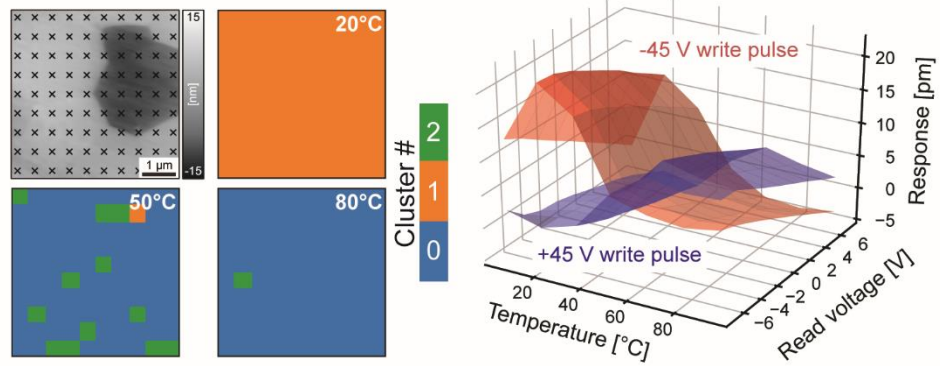 15
[nm]
-15
1 µm
20°C
50°C
80°C
Cluster #
2
1
0
-45 V write pulse
+45 V write pulse
20
15
10
5
0
-5
Response [pm]
6
4
2
0
-2
-4
-6
Read voltage [V]
20
40
60
80
Temperature [°C]